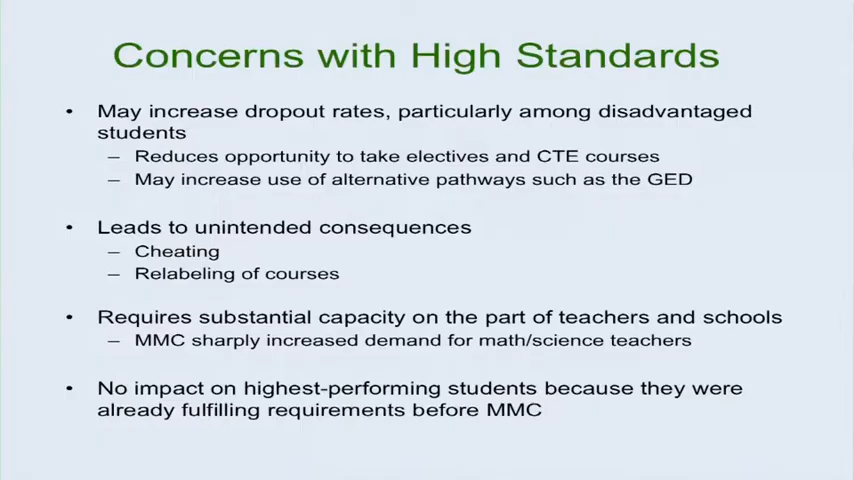 Concerns with High Standards
• May increase dropout rates, particularly among disadvantaged
students
– Reduces opportunity to take electives and CTE courses
– May increase use of alternative pathways such as the GED
• Leads to unintended consequences
– Cheating
– Relabeling of courses
• Requires substantial capacity on the part of teachers and schools
– MMC sharply increased demand for math/science teachers
• No impact on highest-performing students because they were
already fulfilling requirements before MMC